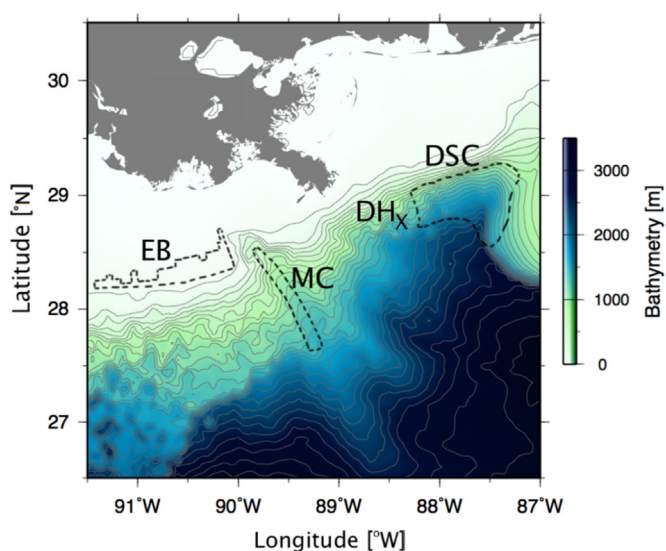 30
29
28
27
Latitude [°N]
91˚W
90˚W
89˚W
88˚W
87˚W
Longitude [°W]
DSC
DHX
EB
MC
3000
2000
1000
0
Bathymetry [m]